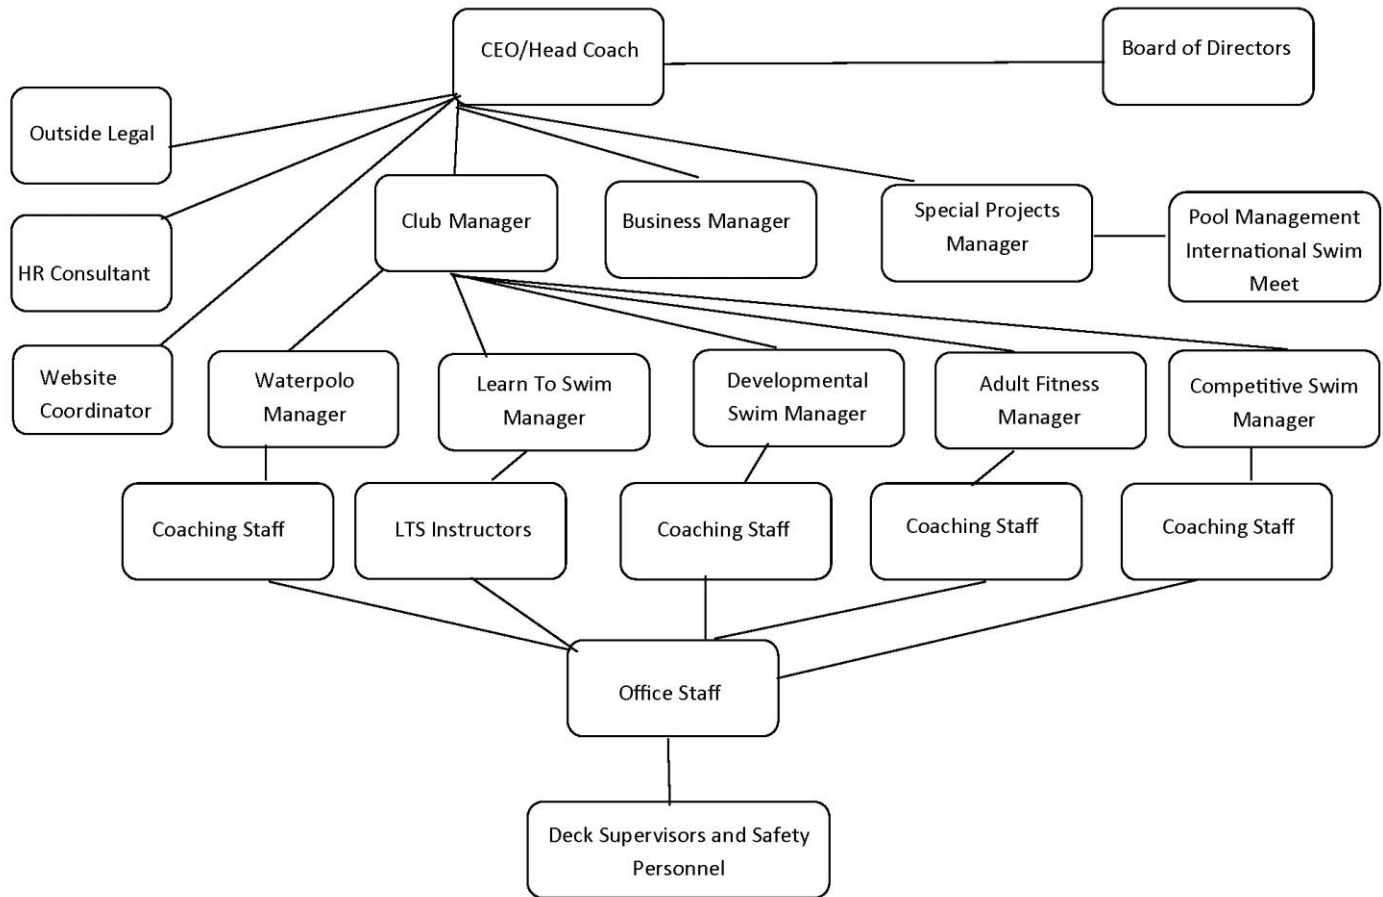 CEO/Head Coach
Board of Directors
Outside Legal
HR Consultant
Website
Coordinator
Club Manager
Business Manager
Special Projects
Manager
Pool Management
International Swim
Meet
Waterpolo
Manager
Learn To Swim
Manager
Developmental
Swim Manager
Adult Fitness
Manager
Competitive Swim
Manager
Coaching Staff
LTS Instructors
Coaching Staff
Coaching Staff
Coaching Staff
Office Staff
Deck Supervisors and Safety
Personnel